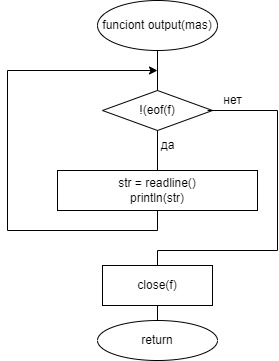 funciont output(mas)
!(eof(f)
нет
да
str = readline()
println(str)
close(f)
return